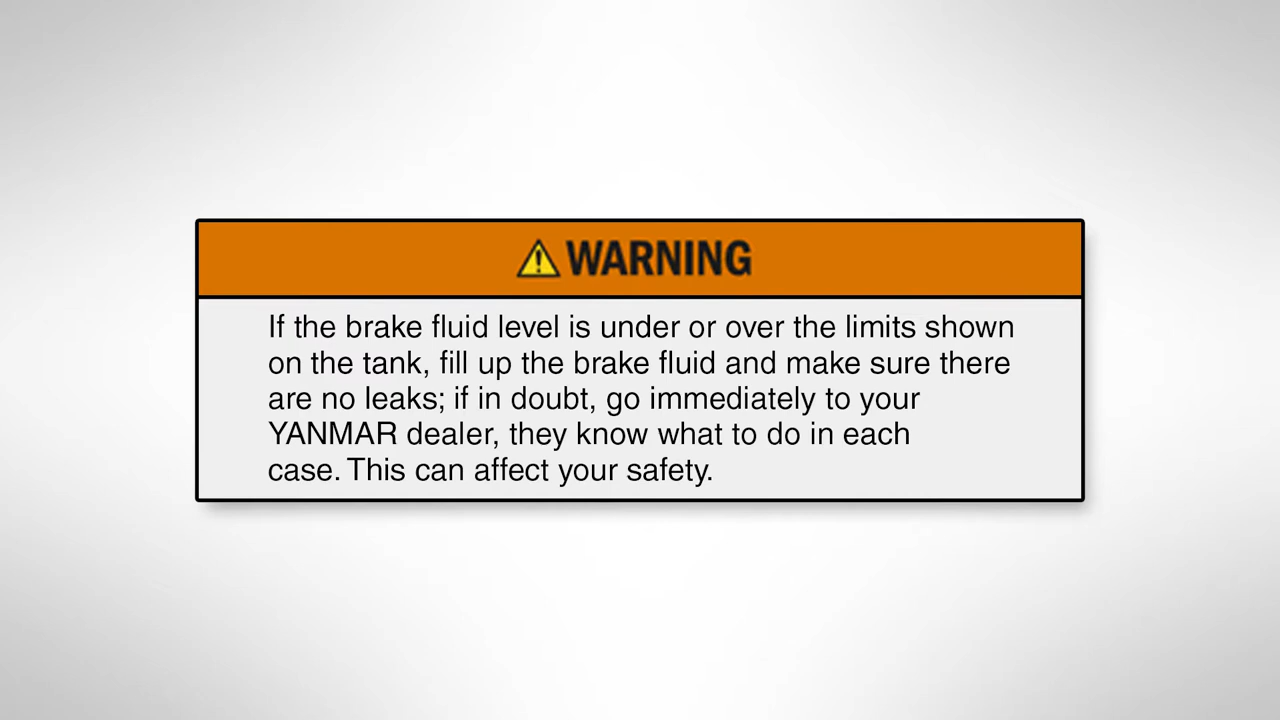 WARNING
If the brake fluid level is under or over the limits shown
on the tank, fill up the brake fluid and make sure there
are no leaks; if in doubt, go immediately to your
YANMAR dealer, they know what to do in each
case. This can affect your safety.